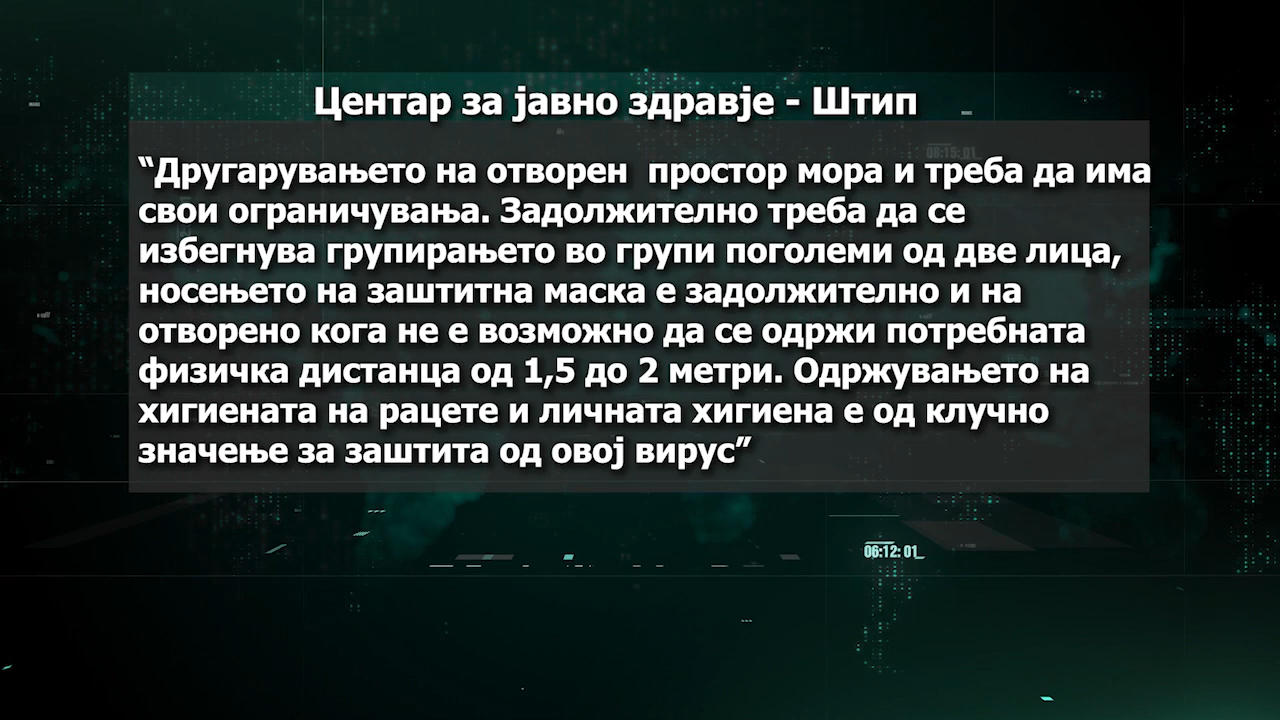 Центар за јавно здравје - Штип
“Другарувањето на отворен  простор мора и треба да има
свои ограничувања. Задолжително треба да се
избегнува групирањето во групи поголеми од две лица,
носењето на заштитна маска е задолжително и на
отворено кога не е возможно да се одржи потребната
физичка дистанца од 1,5 до 2 метри. Одржувањето на
хигиената на рацете и личната хигиена е од клучно
значење за заштита од овој вирус”
06:15:01
06:12:01